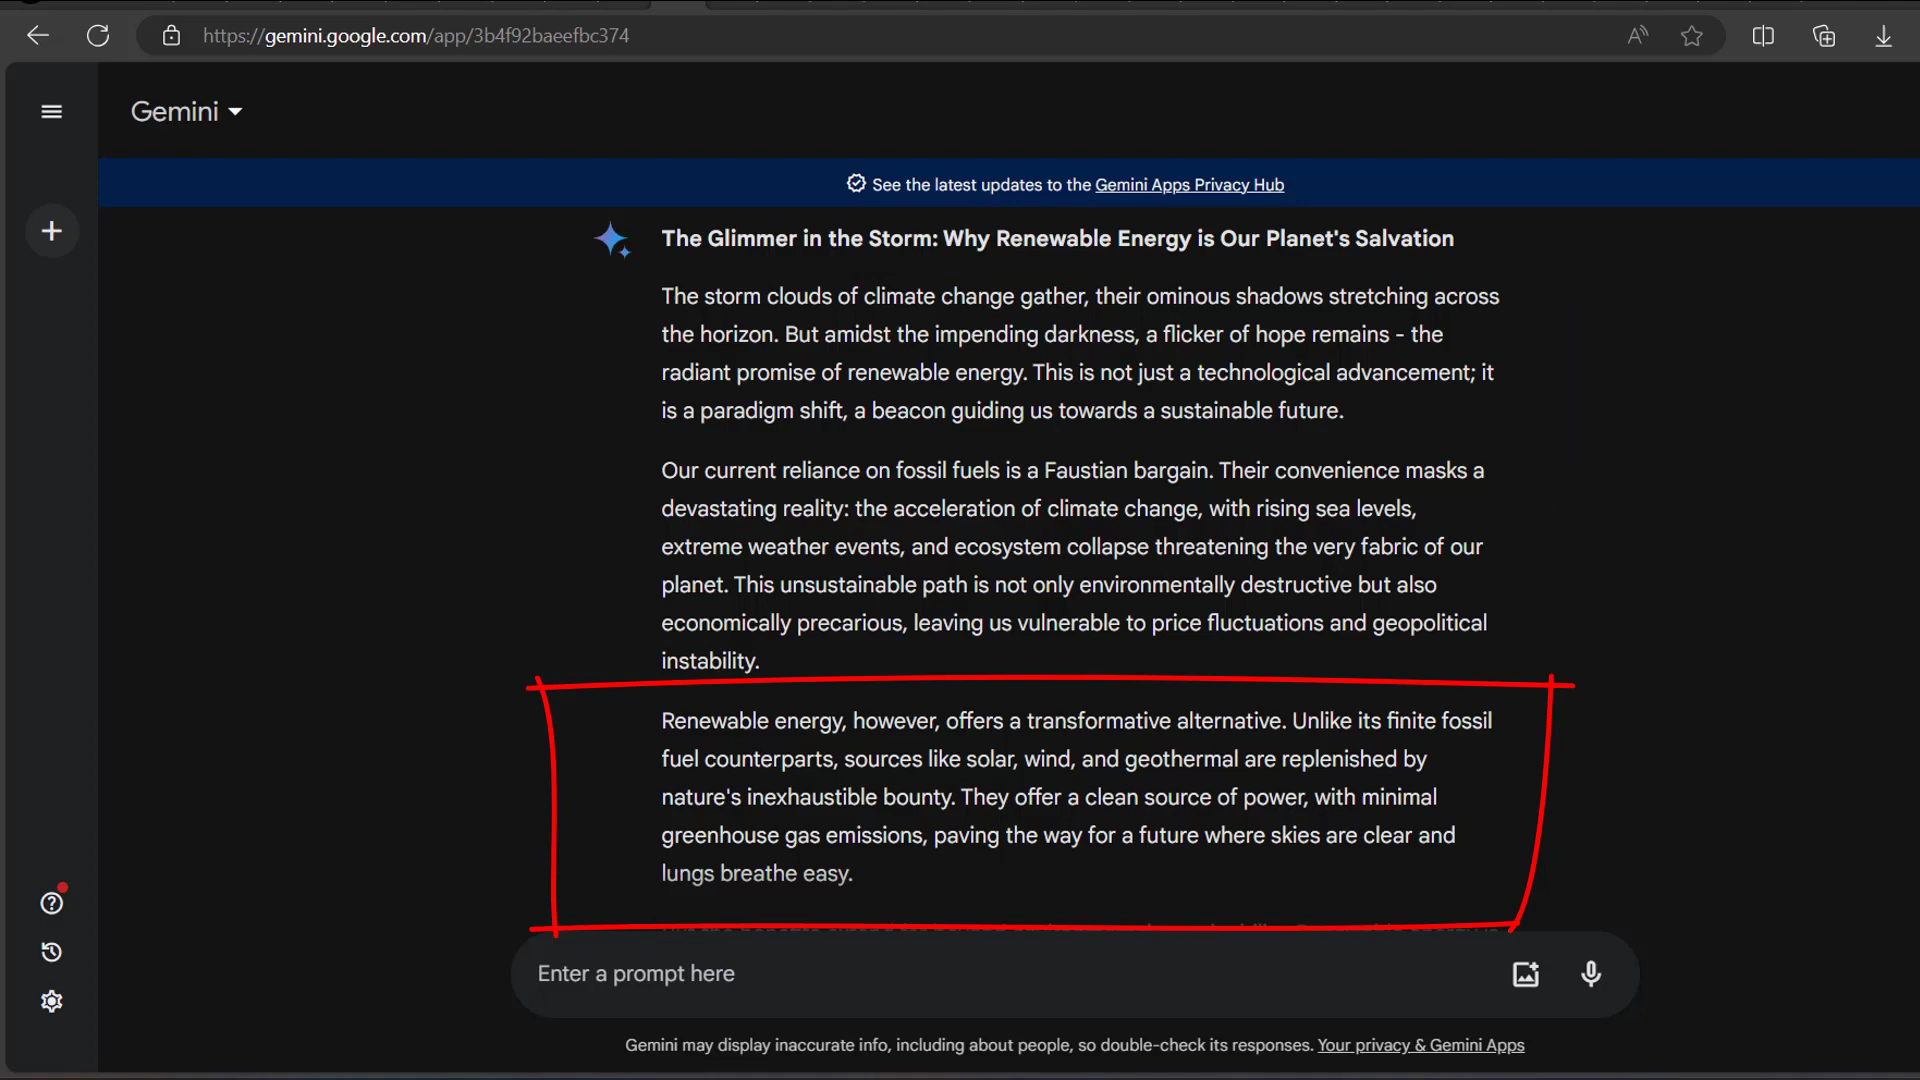 https://gemini.google.com/app/3b4f92baeefbc374
Gemini
See the latest updates to the Gemini Apps Privacy Hub
The Glimmer in the Storm: Why Renewable Energy is Our Planet's Salvation
The storm clouds of climate change gather, their ominous shadows stretching across
the horizon. But amidst the impending darkness, a flicker of hope remains - the
radiant promise of renewable energy. This is not just a technological advancement; it
is a paradigm shift, a beacon guiding us towards a sustainable future.
Our current reliance on fossil fuels is a Faustian bargain. Their convenience masks a
devastating reality: the acceleration of climate change, with rising sea levels,
extreme weather events, and ecosystem collapse threatening the very fabric of our
planet. This unsustainable path is not only environmentally destructive but also
economically precarious, leaving us vulnerable to price fluctuations and geopolitical
instability.
Renewable energy, however, offers a transformative alternative. Unlike its finite fossil
fuel counterparts, sources like solar, wind, and geothermal are replenished by
nature's inexhaustible bounty. They offer a clean source of power, with minimal
greenhouse gas emissions, paving the way for a future where skies are clear and
lungs breathe easy.
Enter a prompt here
Gemini may display inaccurate info, including about people, so double-check its responses. Your privacy & Gemini Apps